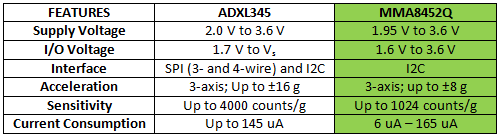 FEATURES ADXL345 MMA8452Q
Supply Voltage 2.0 V to 3.6 V 1.95 V to 3.6 V
I/O Voltage 1.7 V to Vs 1.6 V to 3.6 V
Interface SPI (3- and 4-wire) and I2C I2C
Acceleration 3-axis; Up to ±16 g 3-axis; up to ±8 g
Sensitivity Up to 4000 counts/g Up to 1024 counts/g
Current Consumption Up to 145 uA 6 uA – 165 uA